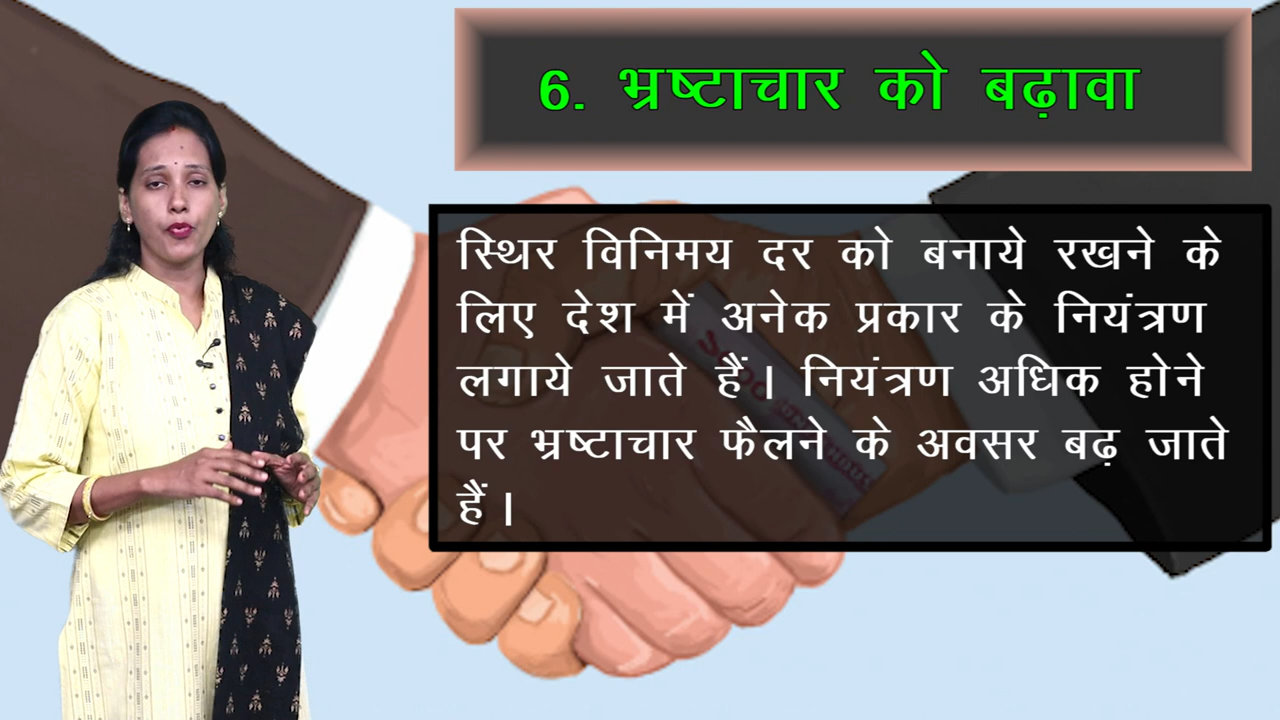 6. भ्रष्टाचार को बढ़ावा
स्थिर विनिमय दर को बनाये रखने के
लिए देश में अनेक प्रकार के नियंत्रण
लगाये जाते हैं। नियंत्रण अधिक होने
पर भ्रष्टाचार फैलने के अवसर बढ़ जाते
हैं।